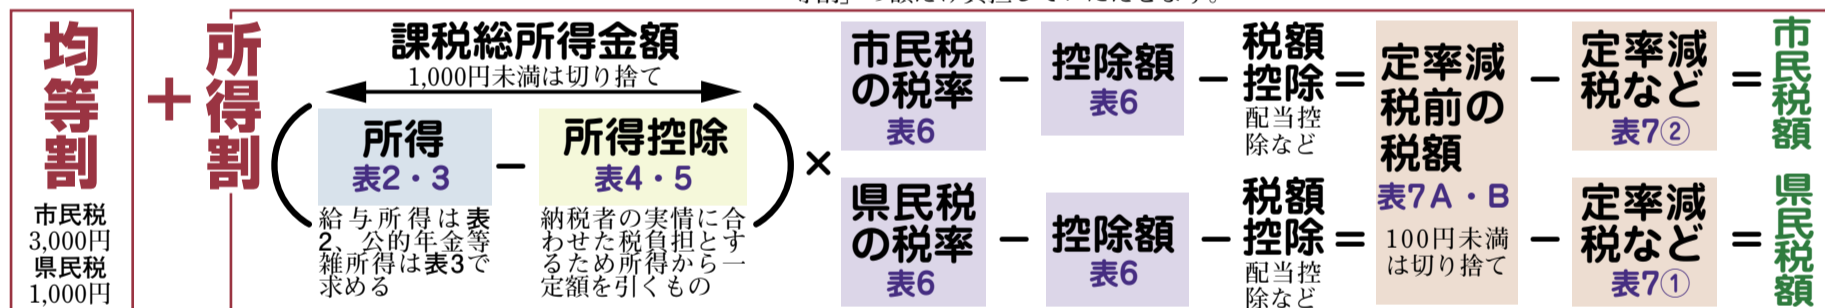 均等割
市民税
3,000円
県民税
1,000円
+
所得割
課税総所得金額
1,000円未満は切り捨て
(
所得
表2・3
給与所得は表
2、公的年金等
雑所得は表3で
求める
−
所得控除
表4・5
納税者の実情に合
わせた税負担とす
るため所得から一
定額を引くもの
)
×
市民税
の税率
表6
−
控除額
表6
−
税額
控除
配当控
除など
=
県民税
の税率
表6
−
控除額
表6
−
税額
控除
配当控
除など
=
定率減
税前の
税額
表7A・B
100円未満
は切り捨て
−
定率減
税など
表7②
=
市民税額
−
定率減
税など
表7①
=
県民税額